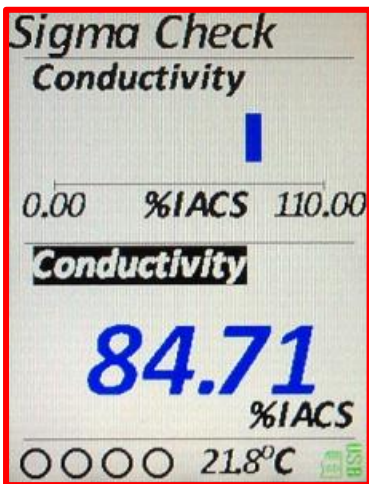 Sigma Check
Conductivity
0.00 %IACS 110.00
Conductivity
84.71
%IACS
21.8°C USB